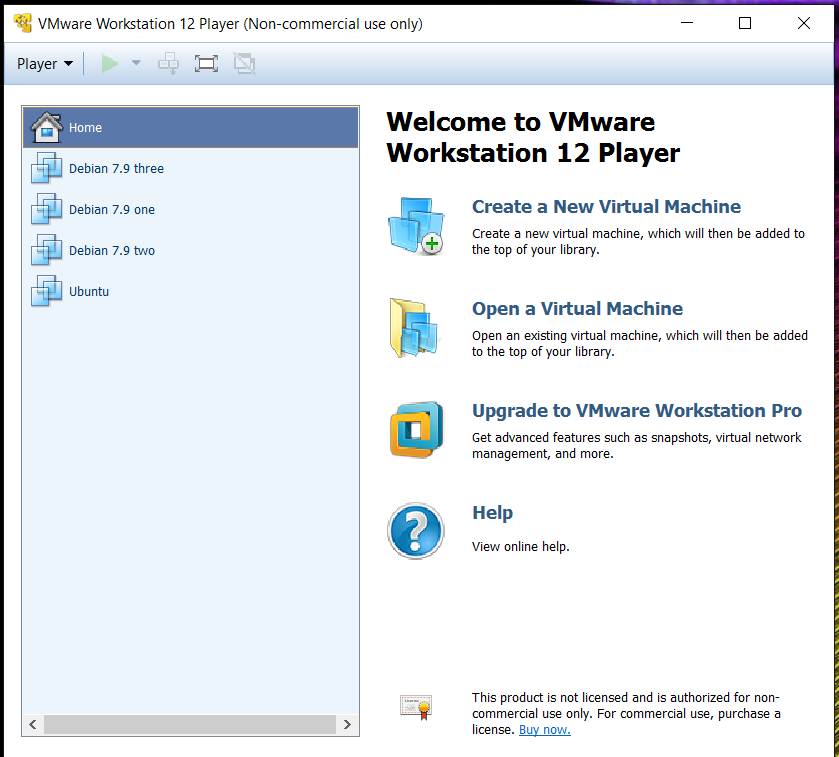 VMware Workstation 12 Player (Non-commercial use only)
Player
Home
Debian 7.9 three
Debian 7.9 one
Debian 7.9 two
Ubuntu
Welcome to VMware
Workstation 12 Player
Create a New Virtual Machine
Create a new virtual machine, which will then be added to
the top of your library.
Open a Virtual Machine
Open an existing virtual machine, which will then be added
to the top of your library.
Upgrade to VMware Workstation Pro
Get advanced features such as snapshots, virtual network
management, and more.
Help
View online help.
This product is not licensed and is authorized for non-
commercial use only. For commercial use, purchase a
license. Buy now.